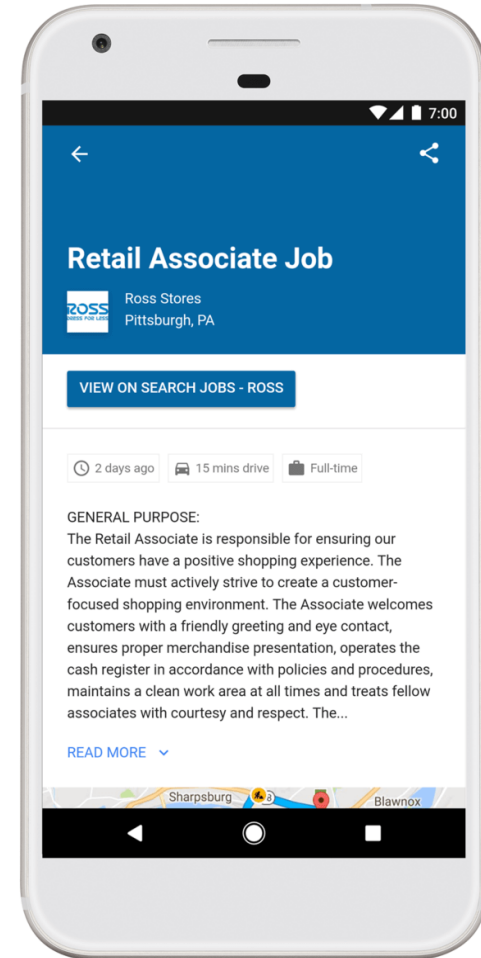 7:00
Retail Associate Job
ROSS
DRESS FOR LESS
Ross Stores
Pittsburgh, PA
VIEW ON SEARCH JOBS - ROSS
2 days ago
15 mins drive
Full-time
GENERAL PURPOSE:
The Retail Associate is responsible for ensuring our
customers have a positive shopping experience. The
Associate must actively strive to create a customer-
focused shopping environment. The Associate welcomes
customers with a friendly greeting and eye contact,
ensures proper merchandise presentation, operates the
cash register in accordance with policies and procedures,
maintains a clean work area at all times and treats fellow
associates with courtesy and respect. The...
READ MORE
Sharpsburg
Blawnox